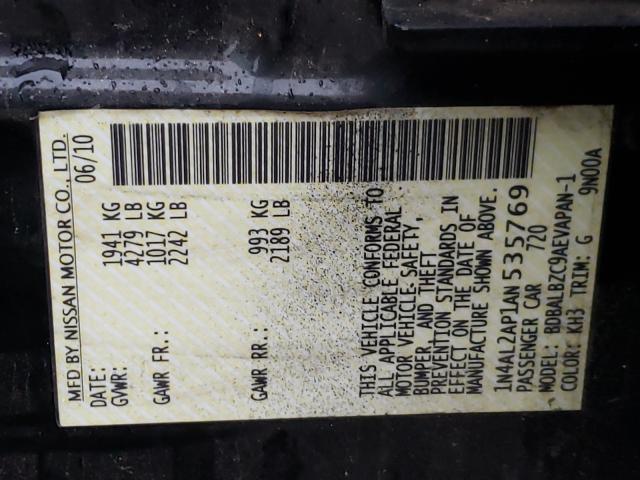 MFD BY NISSAN MOTOR CO., LTD.
DATE: 06/10
GVWR: 1941 KG
4279 LB
GAWR FR.: 1017 KG
2242 LB
GAWR RR.: 993 KG
2189 LB
THIS VEHICLE CONFORMS TO
ALL APPLICABLE FEDERAL
MOTOR VEHICLE SAFETY,
BUMPER, AND THEFT
PREVENTION STANDARDS IN
EFFECT ON THE DATE OF
MANUFACTURE SHOWN ABOVE.
1N4AL2AP1AN535769
PASSENGER CAR 720
MODEL: BDBALBZC9AEVAPAN-1
COLOR: KH3 TRIM: G 9N00A